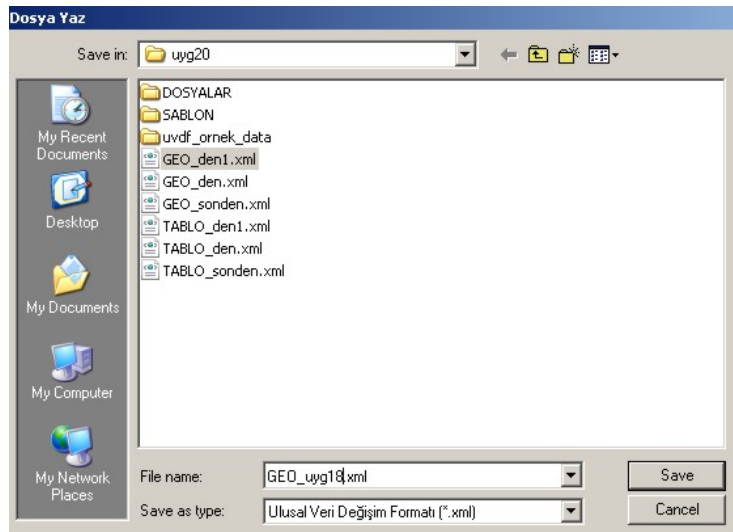 Dosya Yaz
Save in: uyg20
My Recent
Documents
Desktop
My Documents
My Computer
My Network
Places
DOSYALAR
SABLON
uvdf_ornek_data
GEO_den1.xml
GEO_den.xml
GEO_sonden.xml
TABLO_den1.xml
TABLO_den.xml
TABLO_sonden.xml
File name: GEO_uyg18.xml Save
Save as type: Ulusal Veri Değişim Formatı (*.xml) Cancel